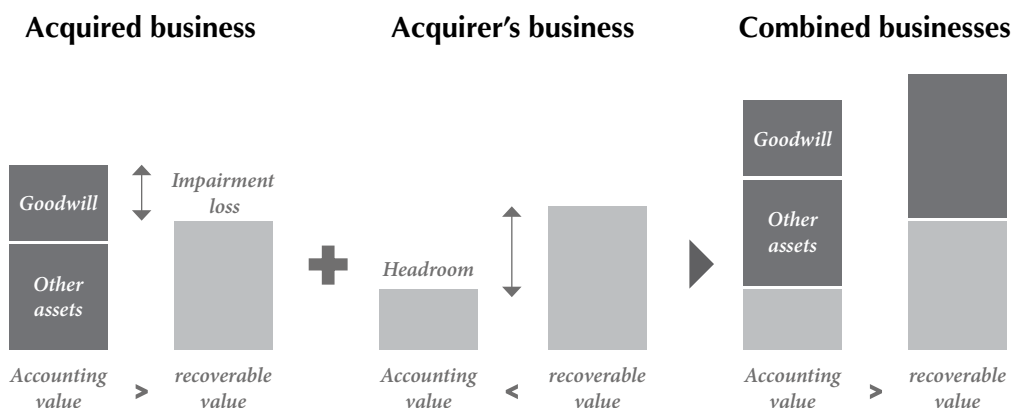 Acquired business
Acquirer's business
Combined businesses
Goodwill
Other
assets
Impairment
loss
Headroom
Goodwill
Other
assets
Accounting
value
>
recoverable
value
Accounting
value
<
recoverable
value
Accounting
value
>
recoverable
value